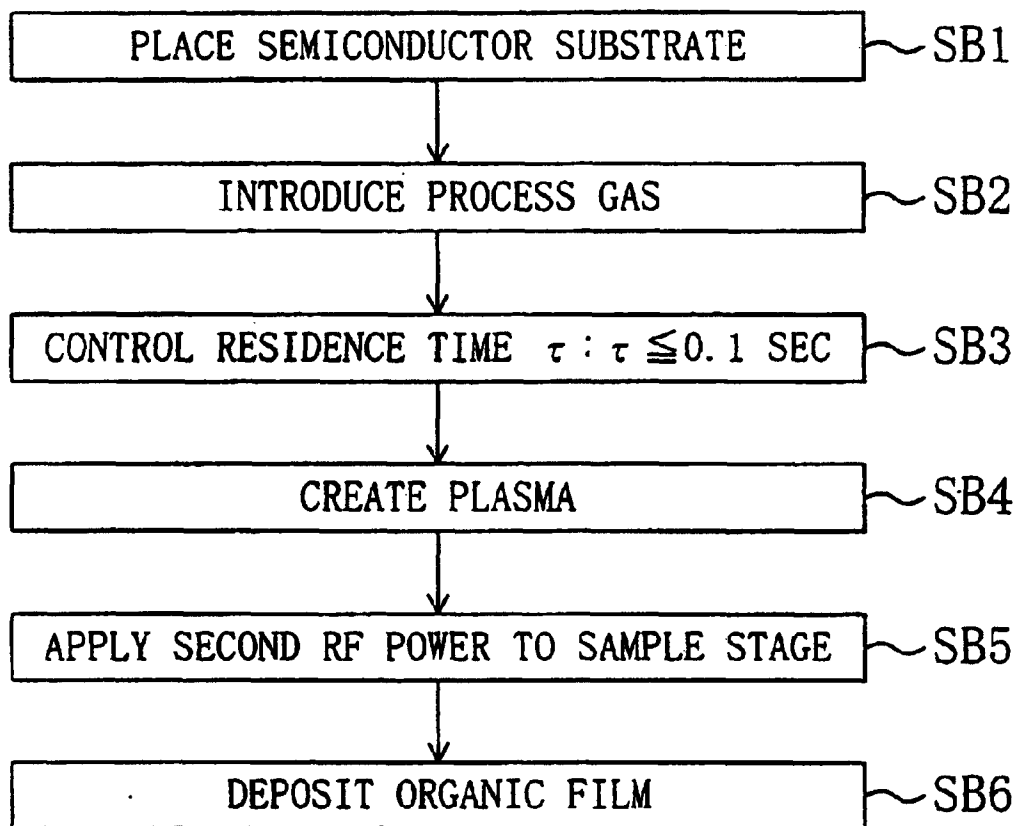 PLACE SEMICONDUCTOR SUBSTRATE SB1
INTRODUCE PROCESS GAS SB2
CONTROL RESIDENCE TIME τ : τ ≦0.1 SEC SB3
CREATE PLASMA SB4
APPLY SECOND RF POWER TO SAMPLE STAGE SB5
DEPOSIT ORGANIC FILM SB6